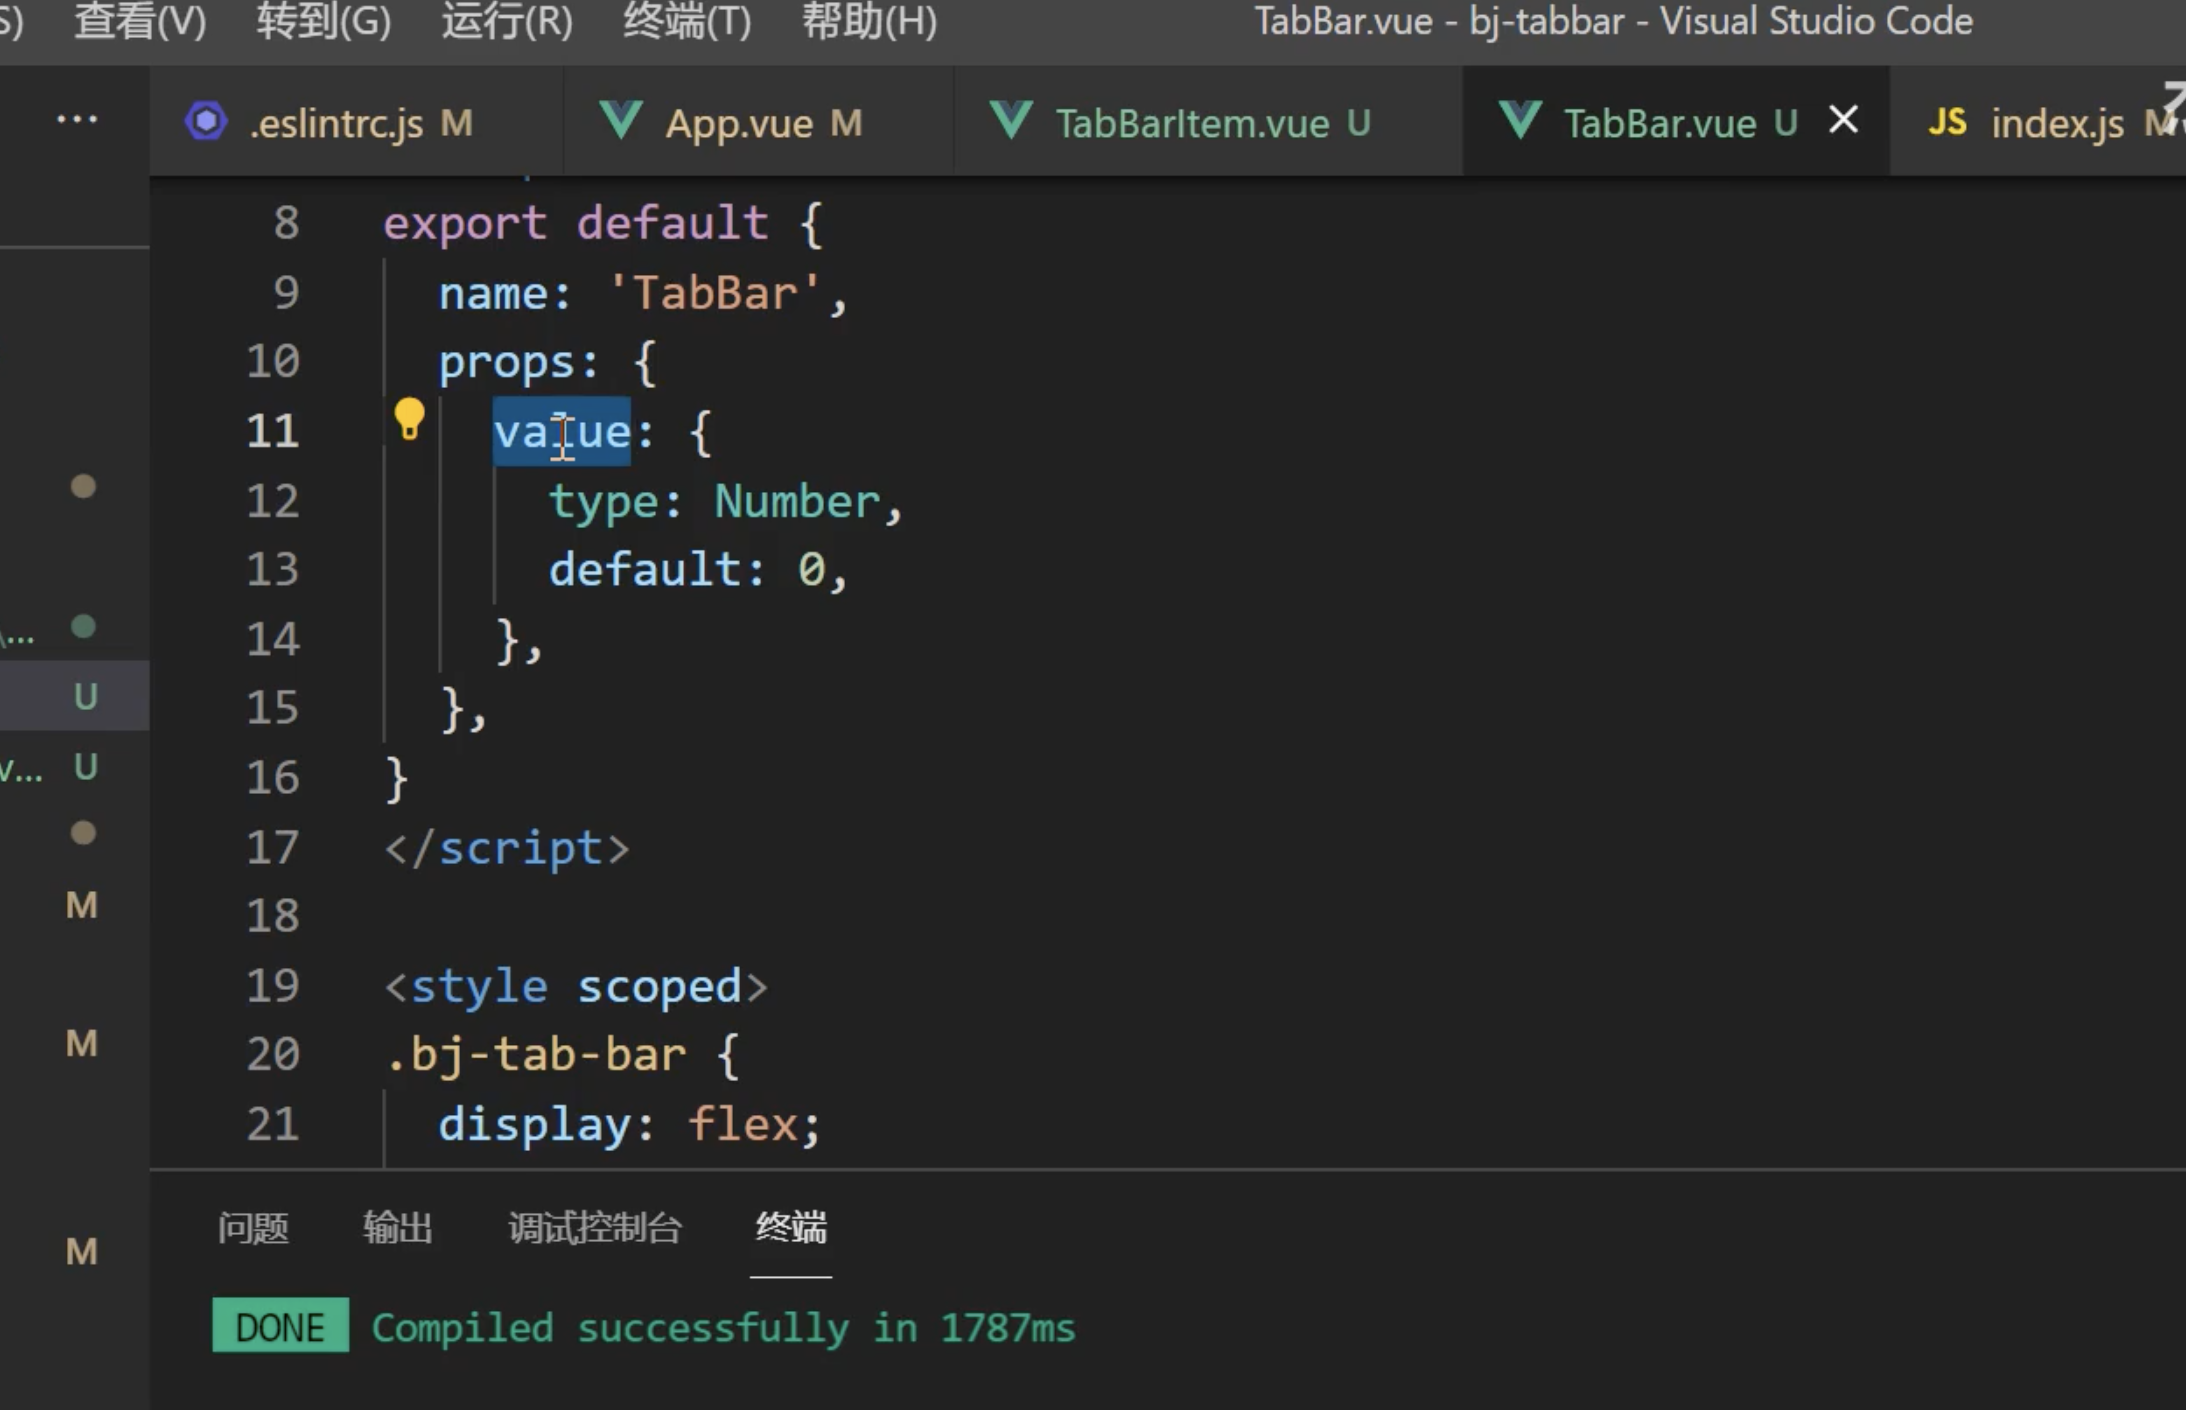 S) 查看(V) 转到(G) 运行(R) 终端(T) 帮助(H) TabBar.vue - bj-tabbar - Visual Studio Code
... .eslintrc.js M App.vue M TabBarItem.vue U TabBar.vue U JS index.js M
8 export default {
9 name: 'TabBar',
10 props: {
11 value: {
12 type: Number,
13 default: 0,
14 },
15 },
16 }
17 </script>
18
19 <style scoped>
20 .bj-tab-bar {
21 display: flex;
\...
U
v... U
M
M
M
问题 输出 调试控制台 终端
DONE Compiled successfully in 1787ms